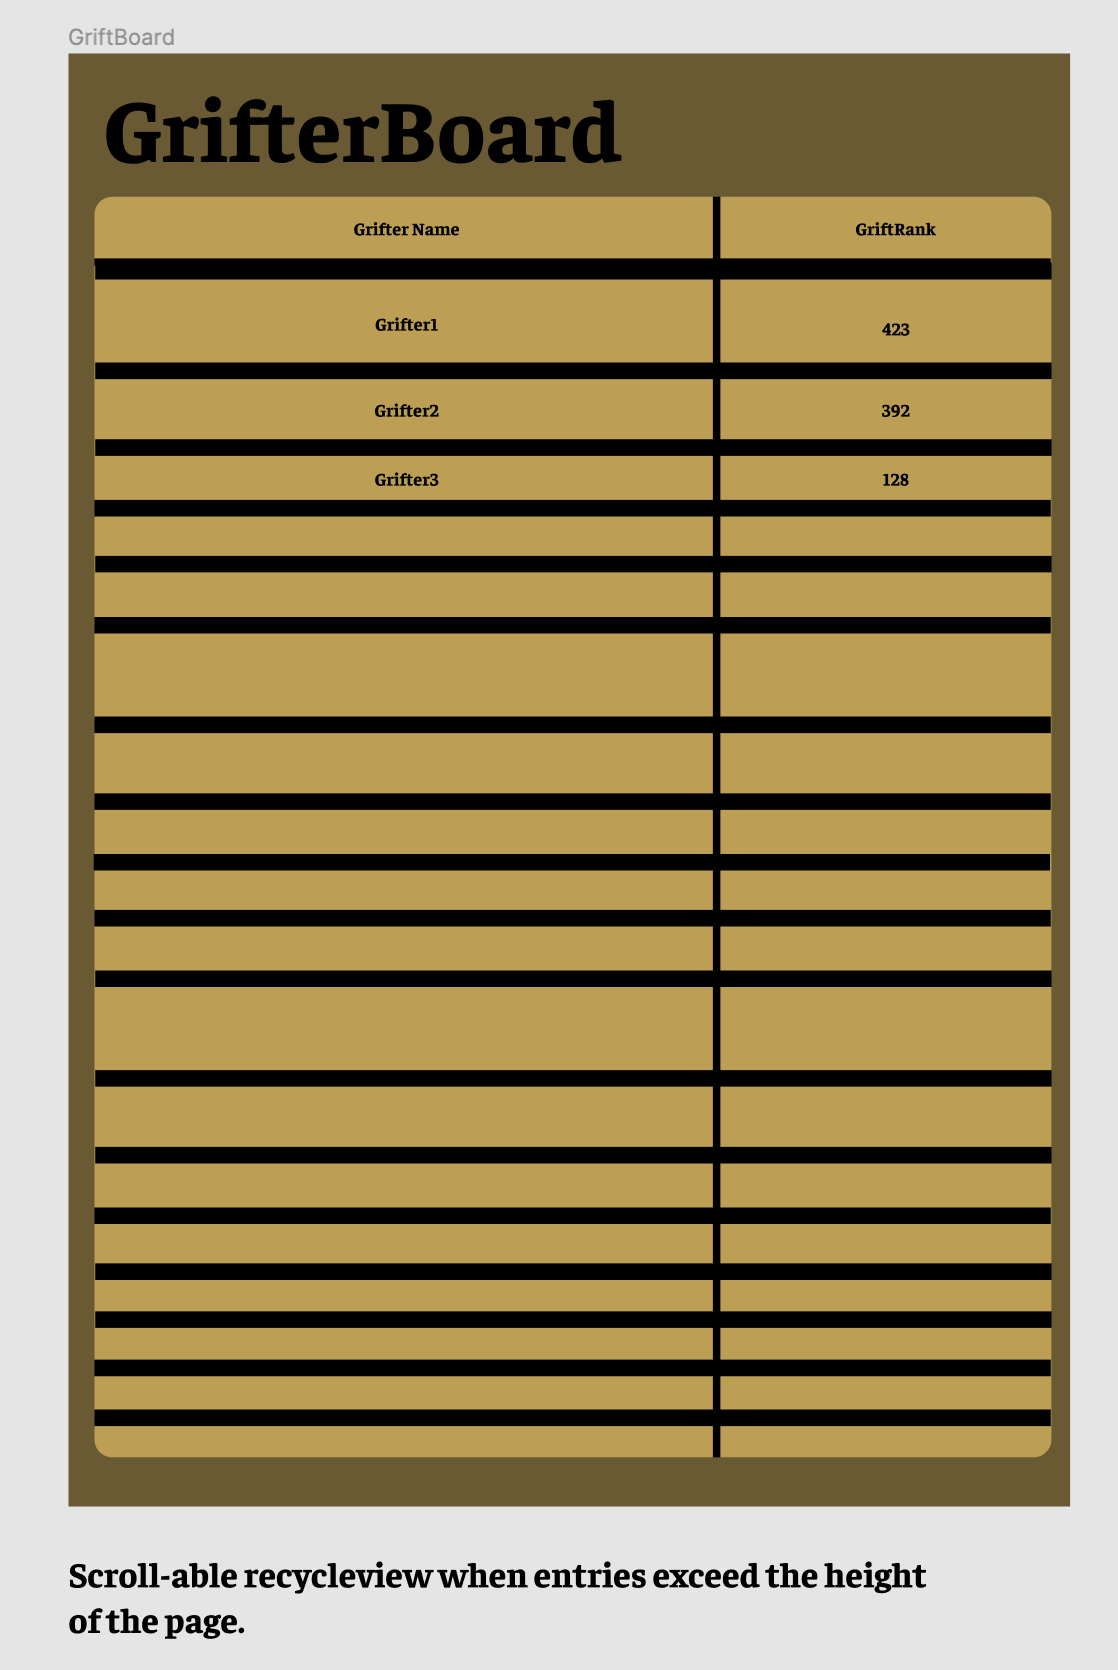 GriftBoard
GrifterBoard
Grifter Name GriftRank
Grifter1 423
Grifter2 392
Grifter3 128
Scroll-able recycleview when entries exceed the height
of the page.